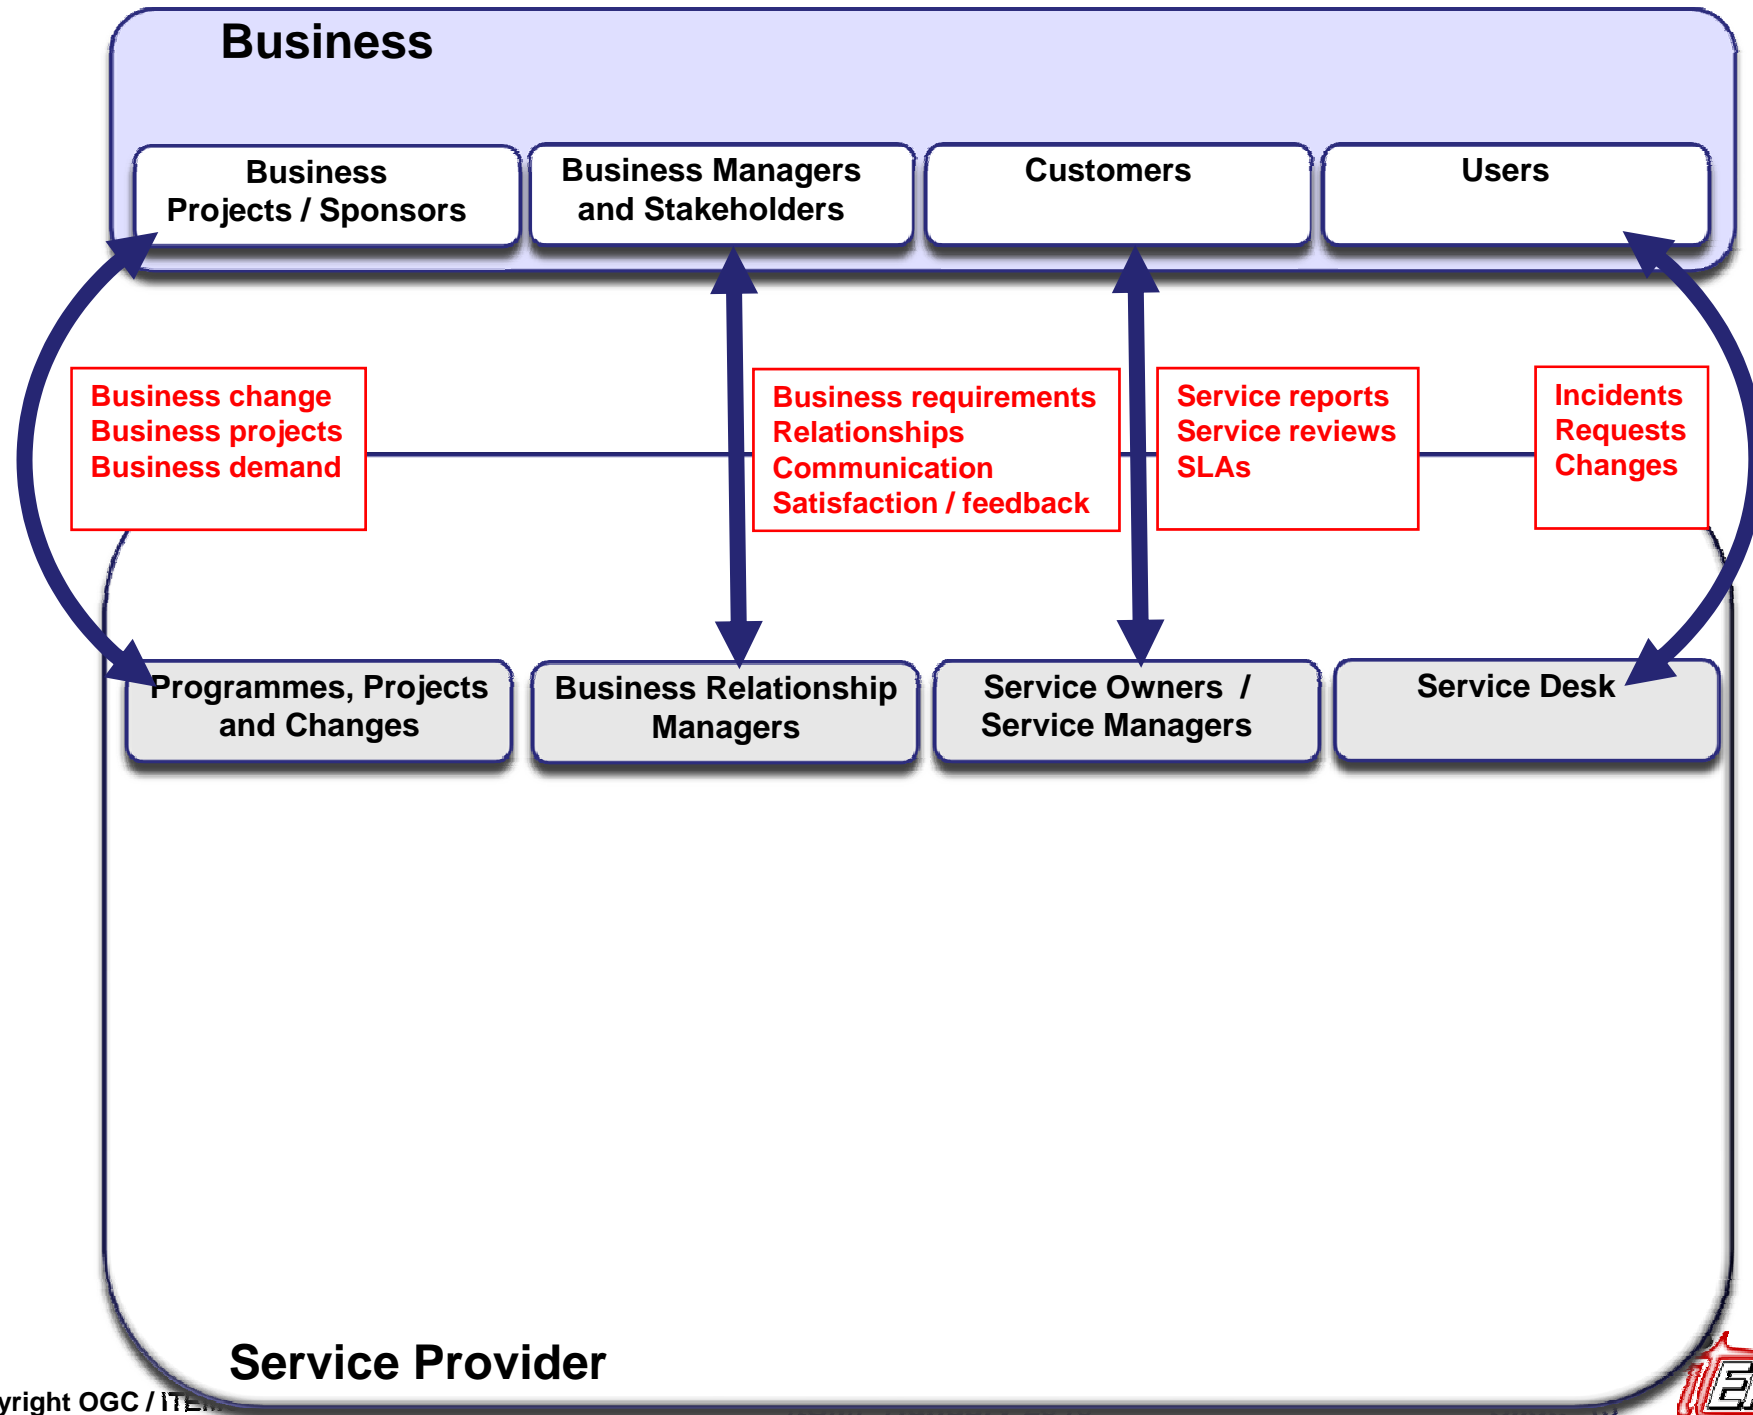 Business
Business
Projects / Sponsors
Business Managers
and Stakeholders
Customers
Users
Business change
Business projects
Business demand
Business requirements
Relationships
Communication
Satisfaction / feedback
Service reports
Service reviews
SLAs
Incidents
Requests
Changes
Programmes, Projects
and Changes
Business Relationship
Managers
Service Owners /
Service Managers
Service Desk
Service Provider
yright OGC / ITEM